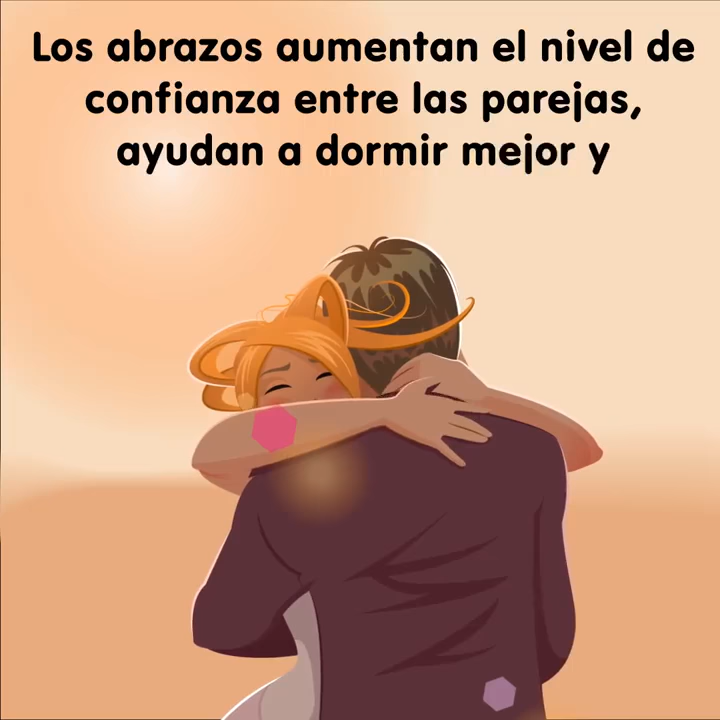 Los abrazos aumentan el nivel de
confianza entre las parejas,
ayudan a dormir mejor y